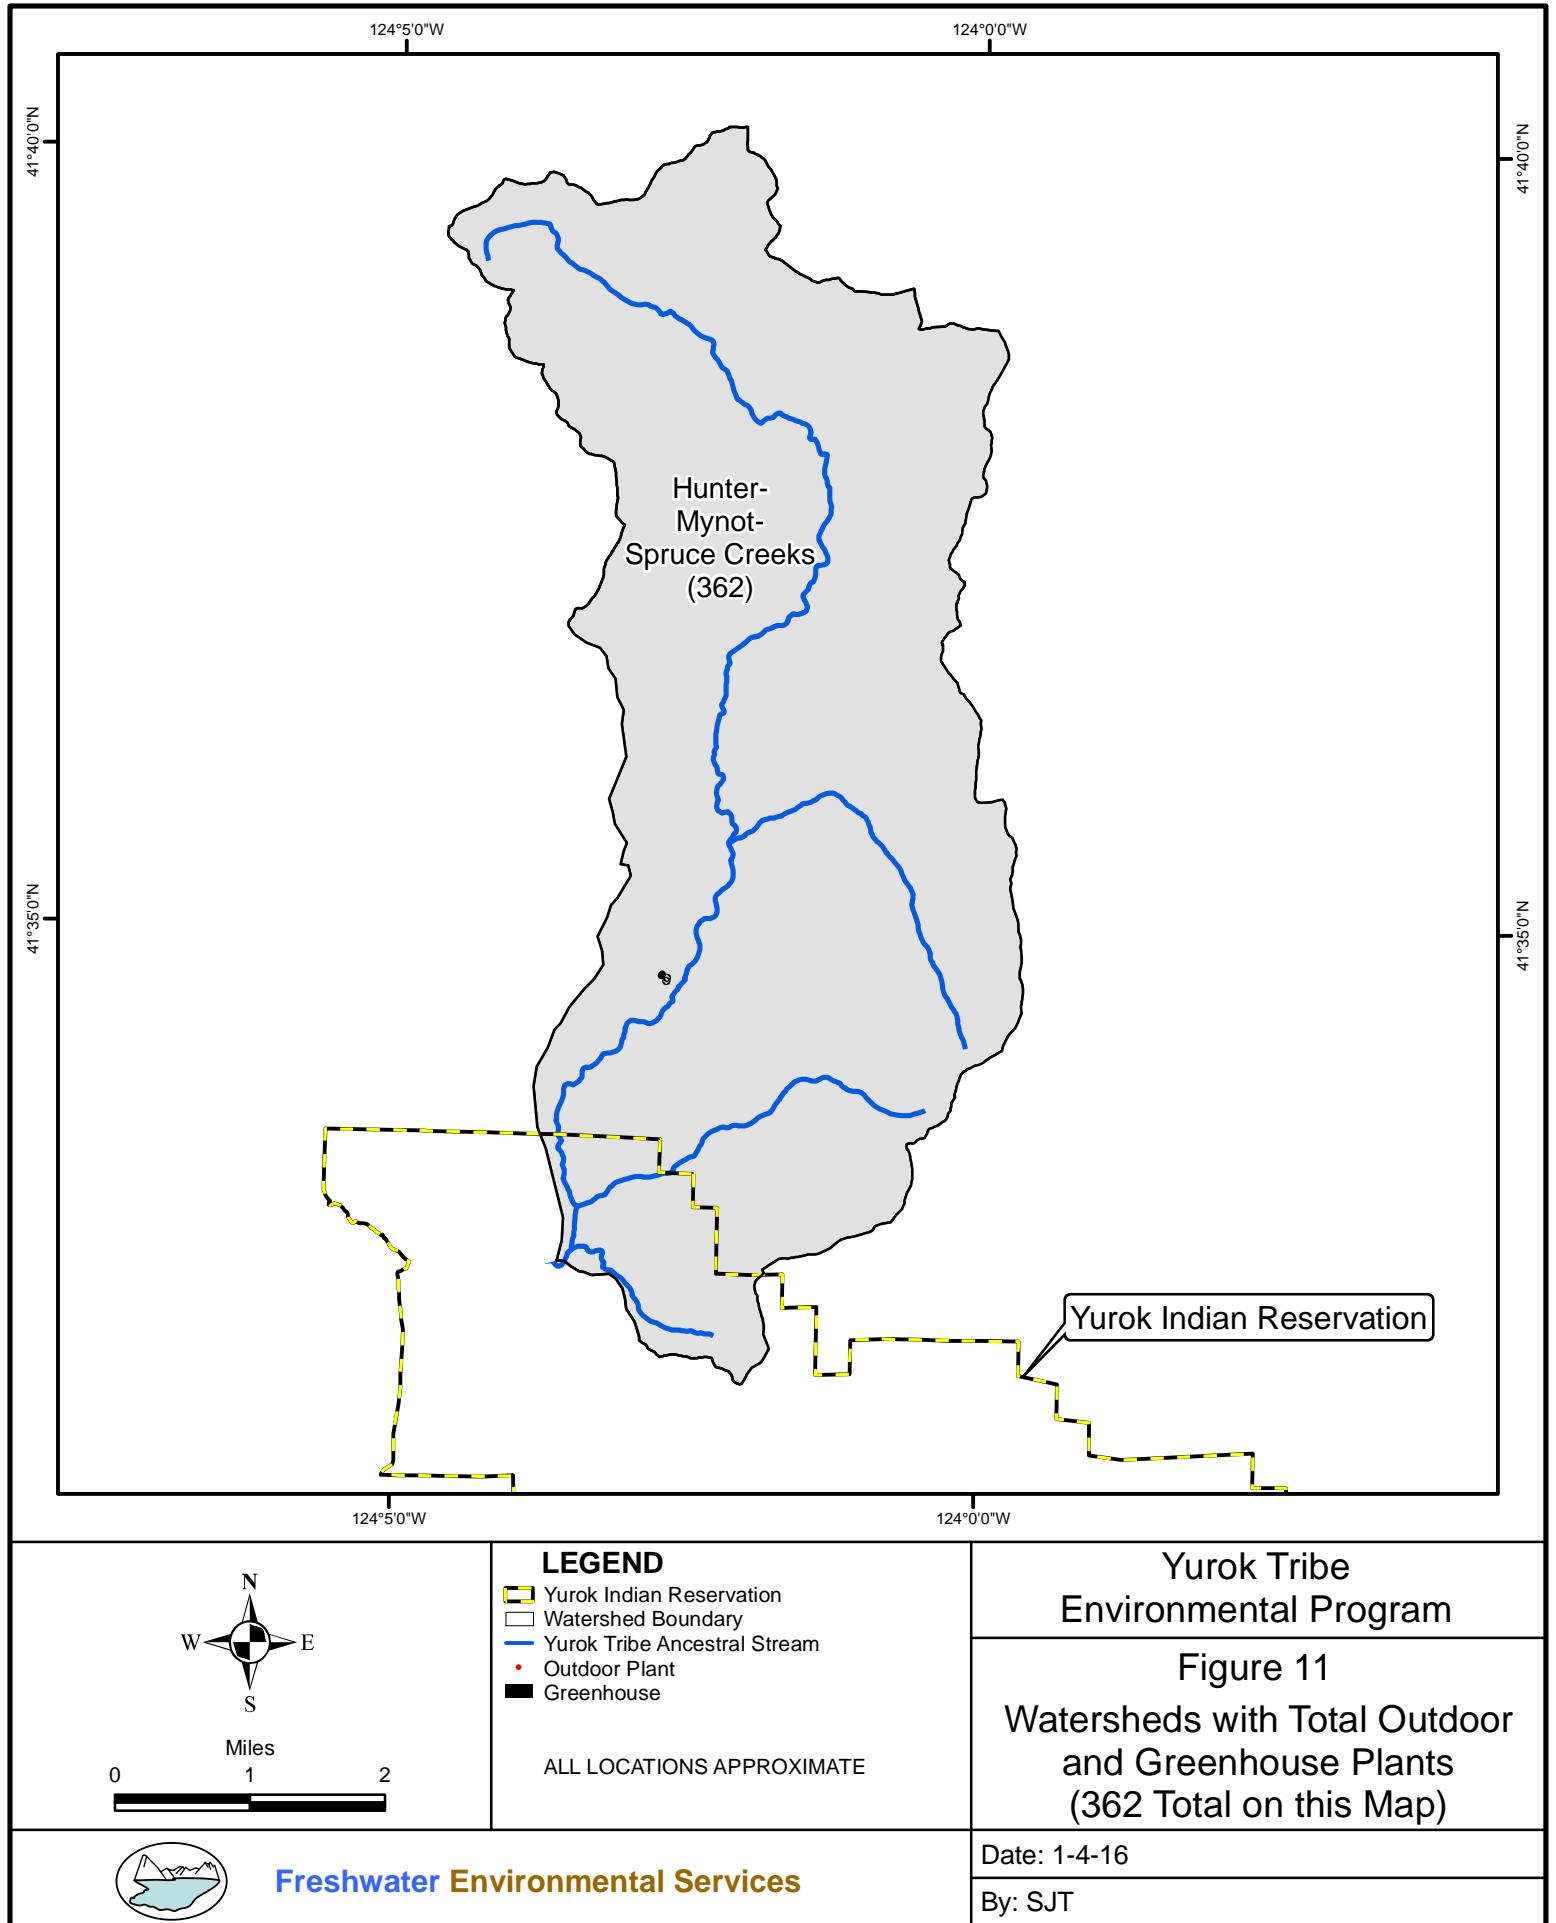 124°5'0"W
124°0'0"W
41°40'0"N
41°40'0"N
Hunter-
Mynot-
Spruce Creeks
(362)
41°35'0"N
41°35'0"N
Yurok Indian Reservation
124°5'0"W
124°0'0"W
N
W
E
S
Miles
0
1
2
LEGEND
Yurok Indian Reservation
Watershed Boundary
Yurok Tribe Ancestral Stream
Outdoor Plant
Greenhouse
ALL LOCATIONS APPROXIMATE
Yurok Tribe
Environmental Program
Figure 11
Watersheds with Total Outdoor
and Greenhouse Plants
(362 Total on this Map)
Freshwater Environmental Services
Date: 1-4-16
By: SJT